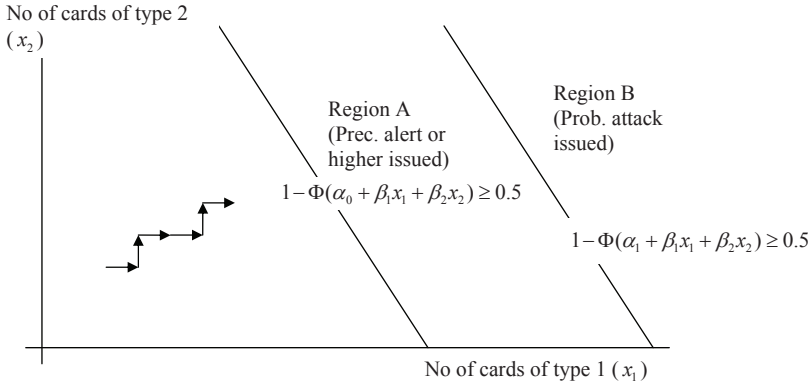 No of cards of type 2
(x₂)
Region A
(Prec. alert or
higher issued)
1−Φ(α₀ + β₁x₁ + β₂x₂) ≥ 0.5
Region B
(Prob. attack
issued)
1−Φ(α₁ + β₁x₁ + β₂x₂) ≥ 0.5
No of cards of type 1 (x₁)